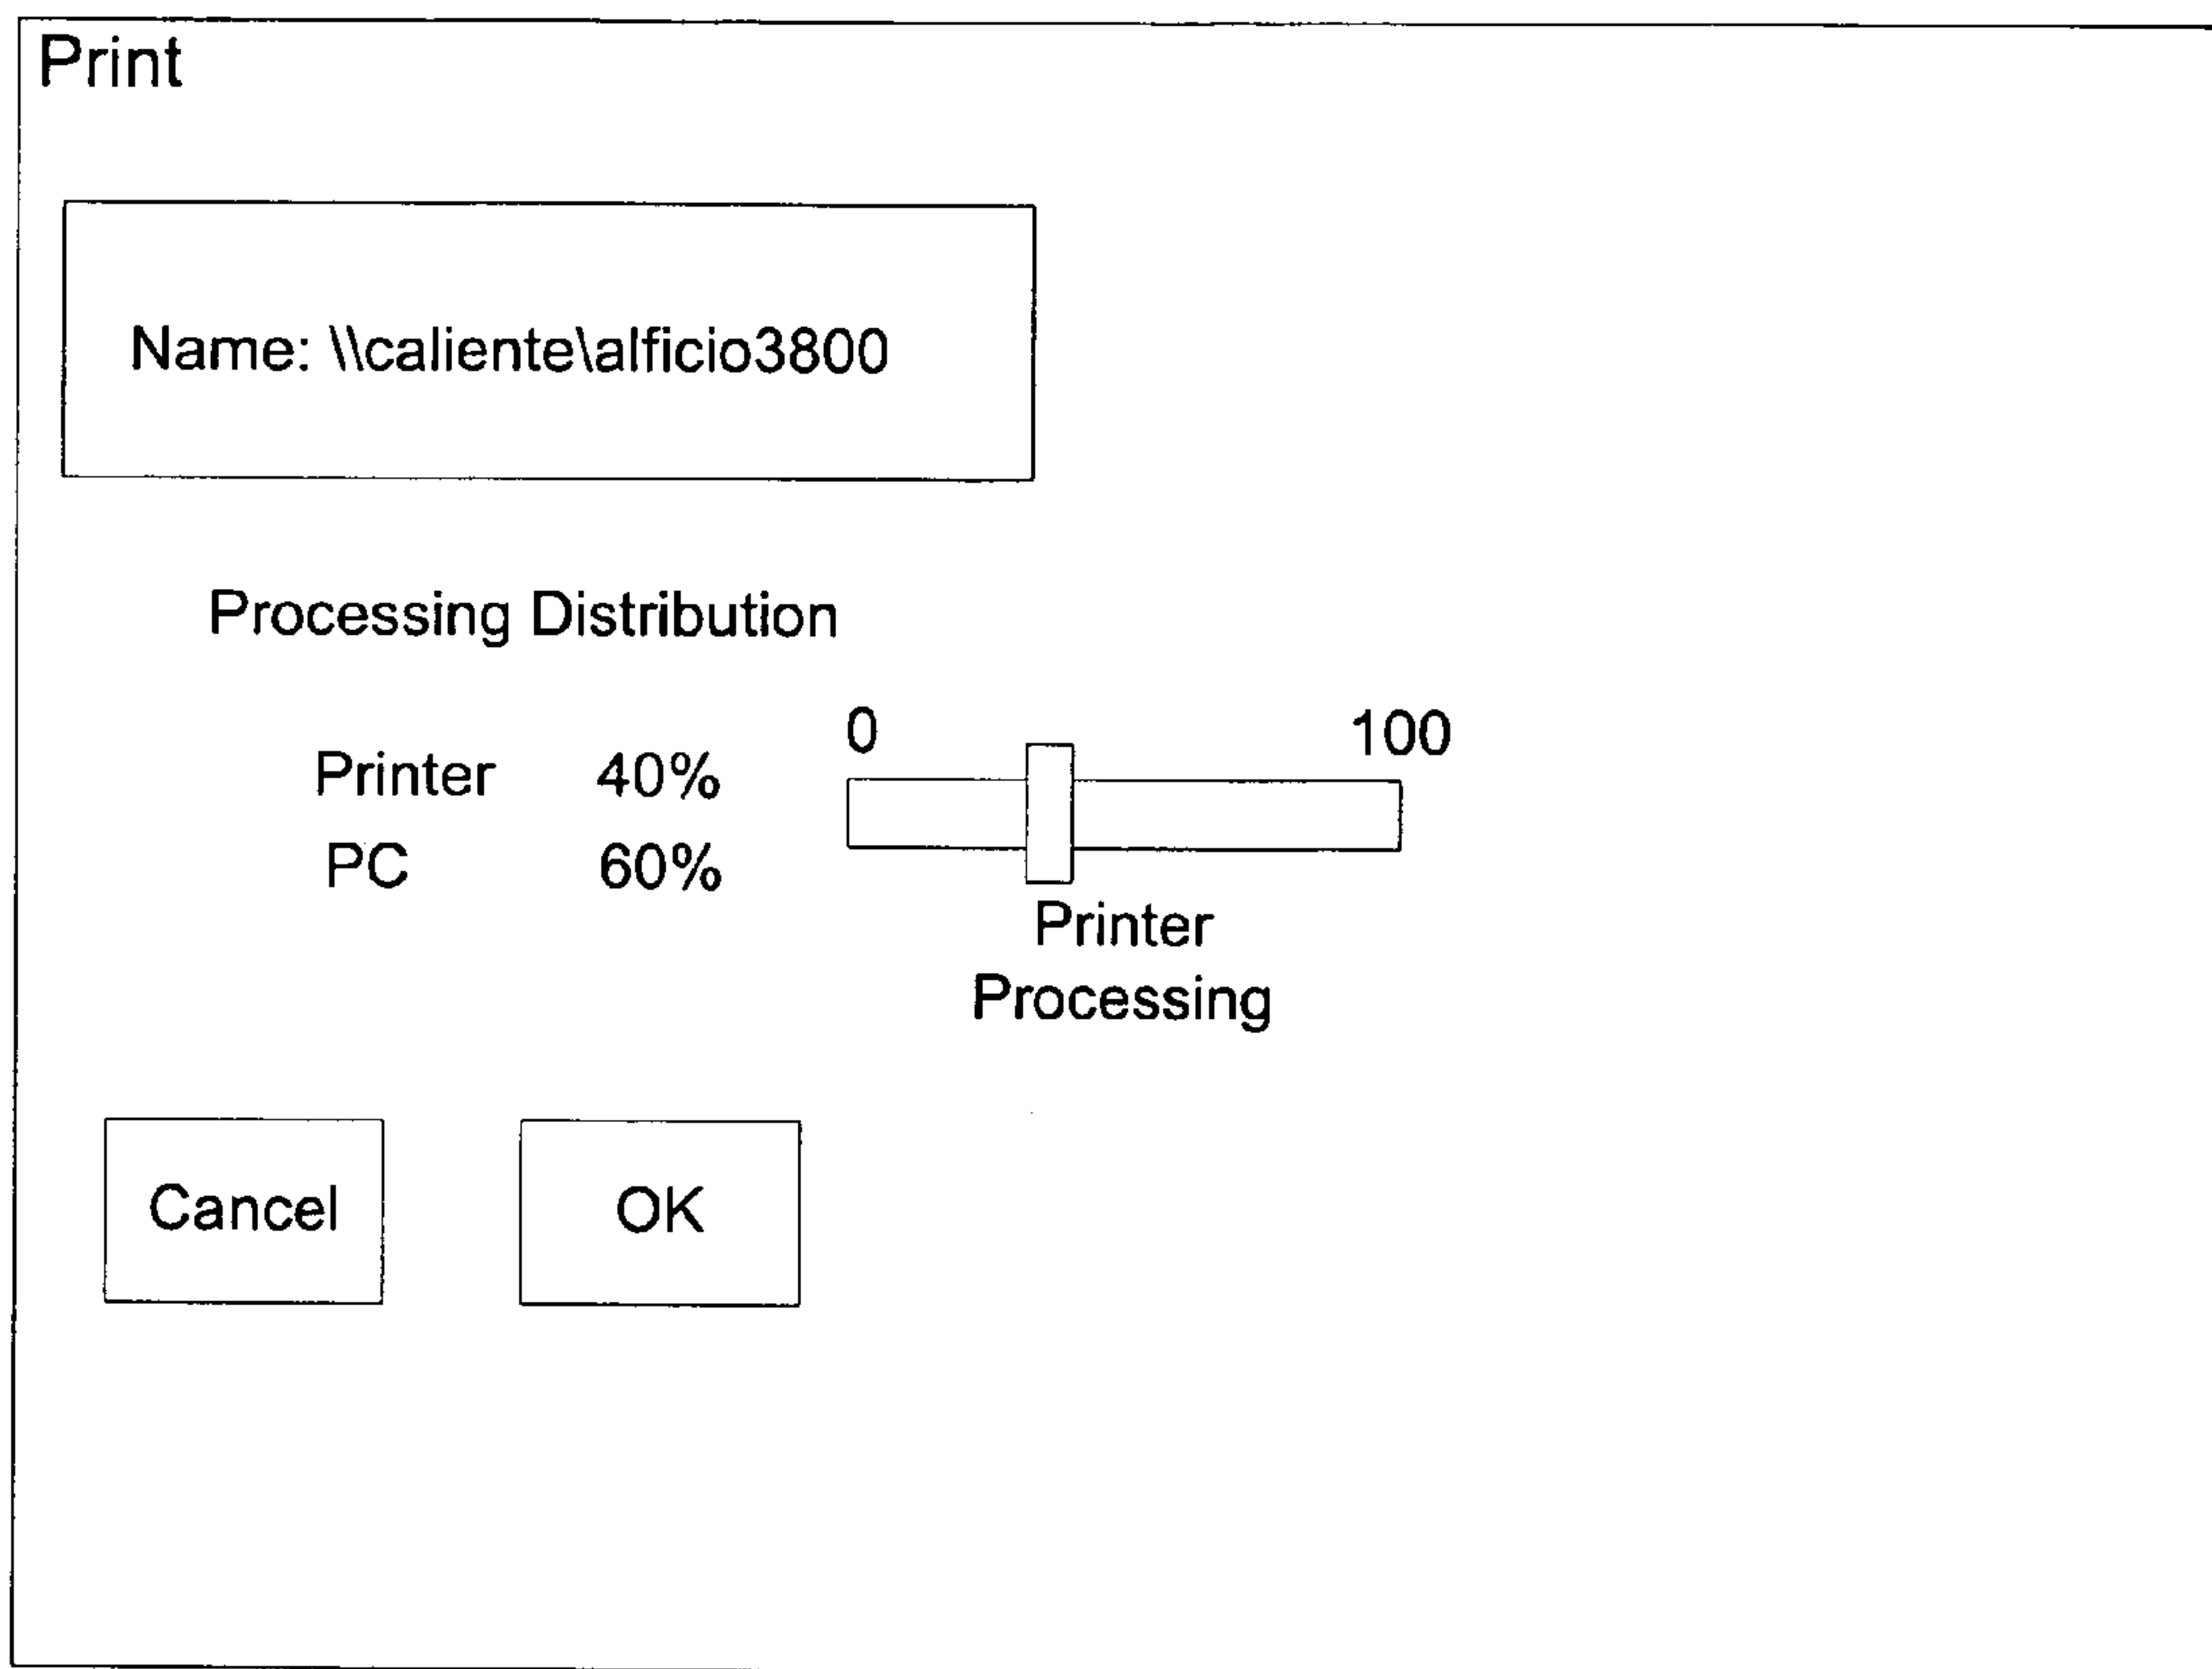 Print
Name: \\caliente\alficio3800
Processing Distribution
0 100
Printer 40%
PC 60%
Printer
Processing
Cancel OK